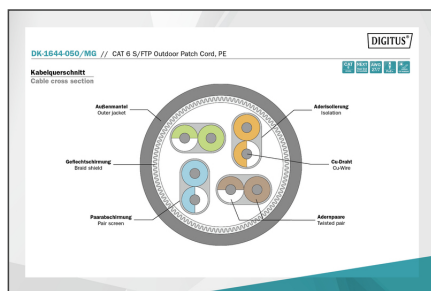 DIGITUS®
DK-1644-050/MG // CAT 6 S/FTP Outdoor Patch Cord, PE
Kabelquerschnitt
Cable cross section
Außenmantel
Outer jacket
Aderisolierung
Isolation
Geflechtschirmung
Braid shield
Cu-Draht
Cu-Wire
Paarabschirmung
Pair screen
Adernpaare
Twisted pair